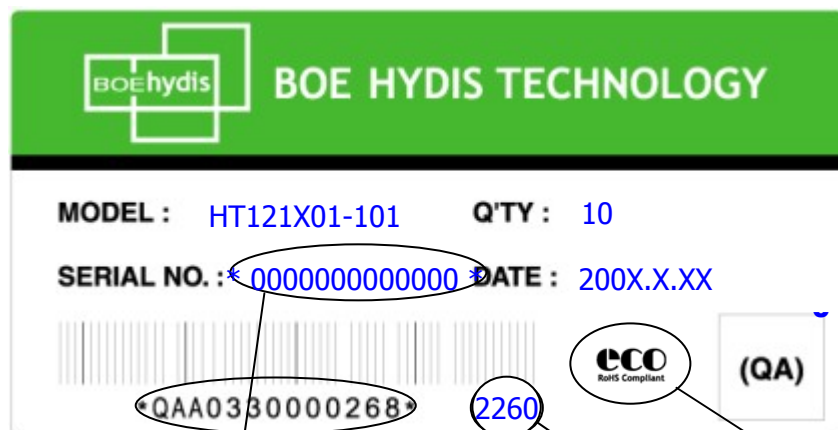 BOEhydis BOE HYDIS TECHNOLOGY
MODEL : HT121X01-101 Q'TY : 10
SERIAL NO. : * 0000000000000 * DATE : 200X.X.XX
eco
RoHS Compliant
(QA)
*QAA0330000268* 2260